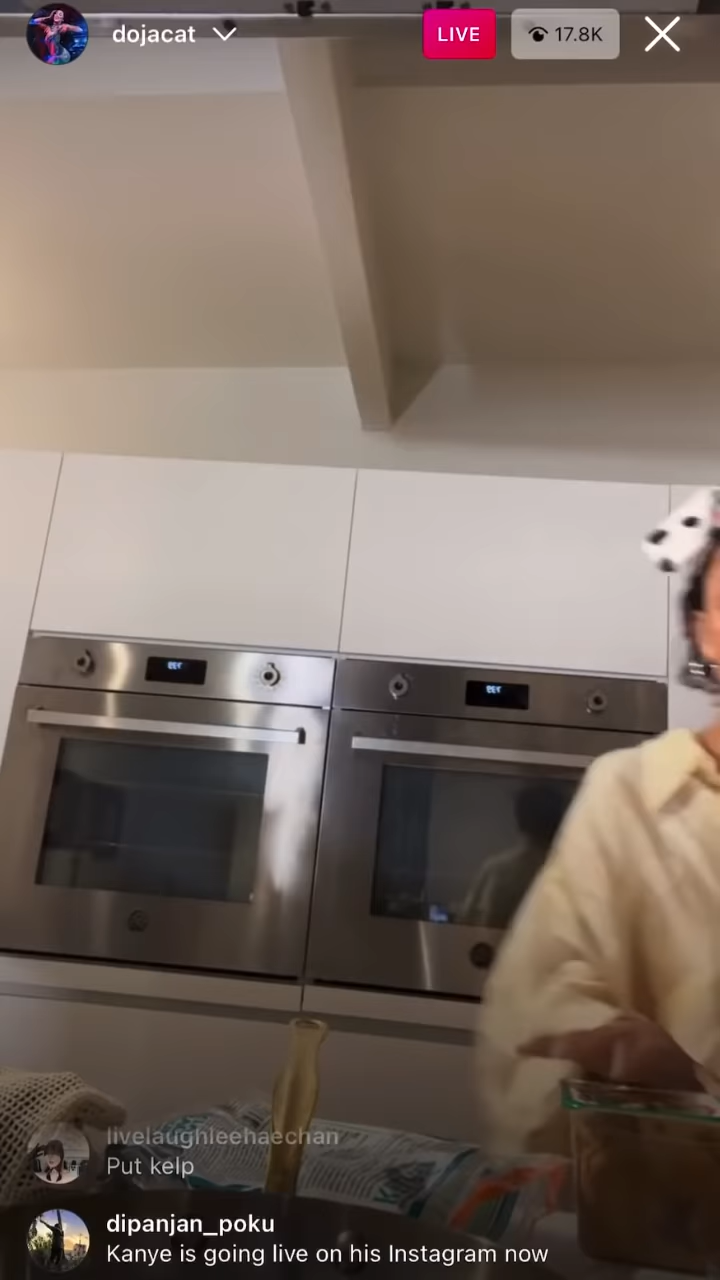 dojacat
LIVE
17.8K
livelaughleehaechan
Put kelp
dipanjan_poku
Kanye is going live on his Instagram now